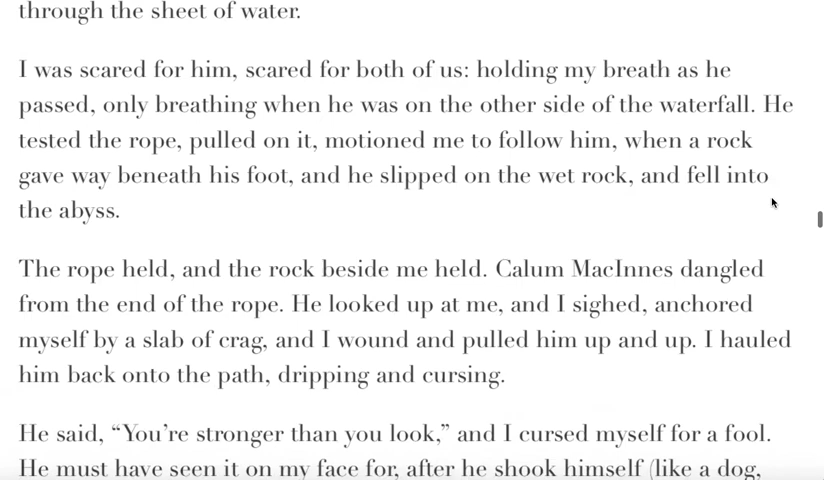 through the sheet of water.
I was scared for him, scared for both of us: holding my breath as he
passed, only breathing when he was on the other side of the waterfall. He
tested the rope, pulled on it, motioned me to follow him, when a rock
gave way beneath his foot, and he slipped on the wet rock, and fell into
the abyss.
The rope held, and the rock beside me held. Calum MacInnes dangled
from the end of the rope. He looked up at me, and I sighed, anchored
myself by a slab of crag, and I wound and pulled him up and up. I hauled
him back onto the path, dripping and cursing.
He said, “You’re stronger than you look,” and I cursed myself for a fool.
He must have seen it on my face for, after he shook himself (like a dog,